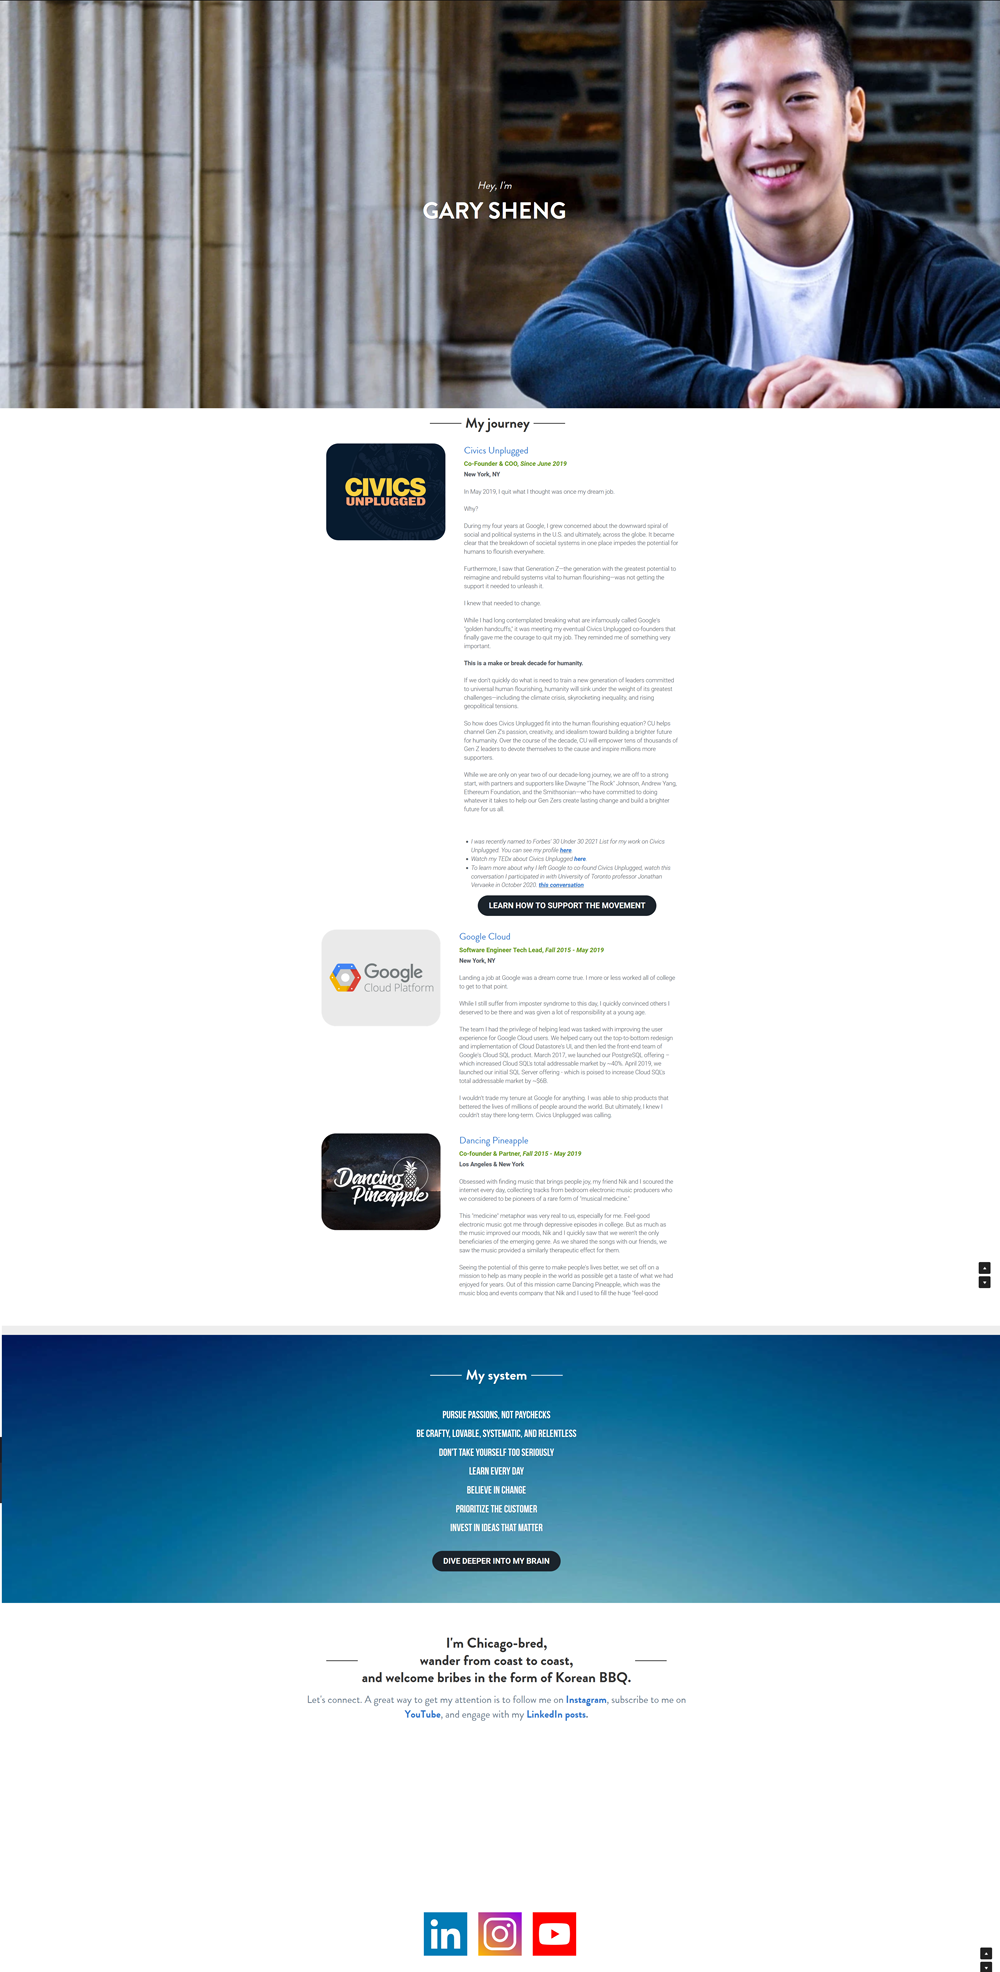 Hey, I'm
GARY SHENG
My journey
CIVICS
UNPLUGGED
Civics Unplugged
Co-Founder & COO, Since June 2019
New York, NY
In May 2019, I quit what I thought was once my dream job.
Why?
During my four years at Google, I grew concerned about the downward spiral of
social and political systems in the U.S. and ultimately, across the globe. It became
clear that the breakdown of societal systems in one place impedes the potential for
humans to flourish everywhere.
Furthermore, I saw that Generation Z—the generation with the greatest potential to
reimagine and rebuild systems vital to human flourishing—was not getting the
support it needed to unleash it.
I knew that needed to change.
While I had long contemplated breaking what are infamously called Google's
"golden handcuffs," it was meeting my eventual Civics Unplugged co-founders that
finally gave me the courage to quit my job. They reminded me of something very
important.
This is a make or break decade for humanity.
If we don't quickly do what is need to train a new generation of leaders committed
to universal human flourishing, humanity will sink under the weight of its greatest
challenges—including the climate crisis, skyrocketing inequality, and rising
geopolitical tensions.
So how does Civics Unplugged fit into the human flourishing equation? CU helps
channel Gen Z's passion, creativity, and idealism toward building a brighter future
for humanity. Over the course of the decade, CU will empower tens of thousands of
Gen Z leaders to devote themselves to the cause and inspire millions more
supporters.
While we are only on year two of our decade-long journey, we are off to a strong
start, with partners and supporters like Dwayne "The Rock" Johnson, Andrew Yang,
Ethereum Foundation, and the Smithsonian—who have committed to doing
whatever it takes to help our Gen Zers create lasting change and build a brighter
future for us all.
• I was recently named to Forbes' 30 Under 30 2021 List for my work on Civics
Unplugged. You can see my profile here.
• Watch my TEDx about Civics Unplugged here.
• To learn more about why I left Google to co-found Civics Unplugged, watch this
conversation I participated in with University of Toronto professor Jonathan
Vervaeke in October 2020. this conversation
LEARN HOW TO SUPPORT THE MOVEMENT
Google
Cloud Platform
Google Cloud
Software Engineer Tech Lead, Fall 2015 - May 2019
New York, NY
Landing a job at Google was a dream come true. I more or less worked all of college
to get to that point.
While I still suffer from imposter syndrome to this day, I quickly convinced others I
deserved to be there and was given a lot of responsibility at a young age.
The team I had the privilege of helping lead was tasked with improving the user
experience for Google Cloud users. We helped carry out the top-to-bottom redesign
and implementation of Cloud Datastore's UI, and then led the front end team of
Google's Cloud SQL product. March 2017, we launched our PostgreSQL offering –
which increased Cloud SQL's total addressable market by ~40%. April 2019, we
launched our initial SQL Server offering - which is poised to increase Cloud SQL's
total addressable market by ~$6B.
I wouldn't trade my tenure at Google for anything. I was able to ship products that
bettered the lives of millions of people around the world. But ultimately, I knew I
couldn't stay there long-term. Civics Unplugged was calling.
Dancing
Pineapple
Dancing Pineapple
Co-founder & Partner, Fall 2015 - May 2019
Los Angeles & New York
Obsessed with finding music that brings people joy, my friend Nik and I scoured the
internet every day, collecting tracks from bedroom electronic music producers who
we considered to be pioneers of a rare form of "musical medicine."
This "medicine" metaphor was very real to us, especially for me. Feel-good
electronic music got me through depressive episodes in college. But as much as
the music improved our moods, Nik and I quickly saw that we weren't the only
beneficiaries of the emerging genre. As we shared the songs with our friends, we
saw the music provided a similarly therapeutic effect for them.
Seeing the potential of this genre to make people's lives better, we set off on a
mission to help as many people in the world as possible get a taste of what we had
enjoyed for years. Out of this mission came Dancing Pineapple, which was the
music blog and events company that Nik and I used to fill the huge "feel-good
My system
PURSUE PASSIONS, NOT PAYCHECKS
BE CRAFTY, LOVABLE, SYSTEMATIC, AND RELENTLESS
DON'T TAKE YOURSELF TOO SERIOUSLY
LEARN EVERY DAY
BELIEVE IN CHANGE
PRIORITIZE THE CUSTOMER
INVEST IN IDEAS THAT MATTER
DIVE DEEPER INTO MY BRAIN
I'm Chicago-bred,
wander from coast to coast,
and welcome bribes in the form of Korean BBQ.
Let's connect. A great way to get my attention is to follow me on Instagram, subscribe to me on
YouTube, and engage with my LinkedIn posts.
in